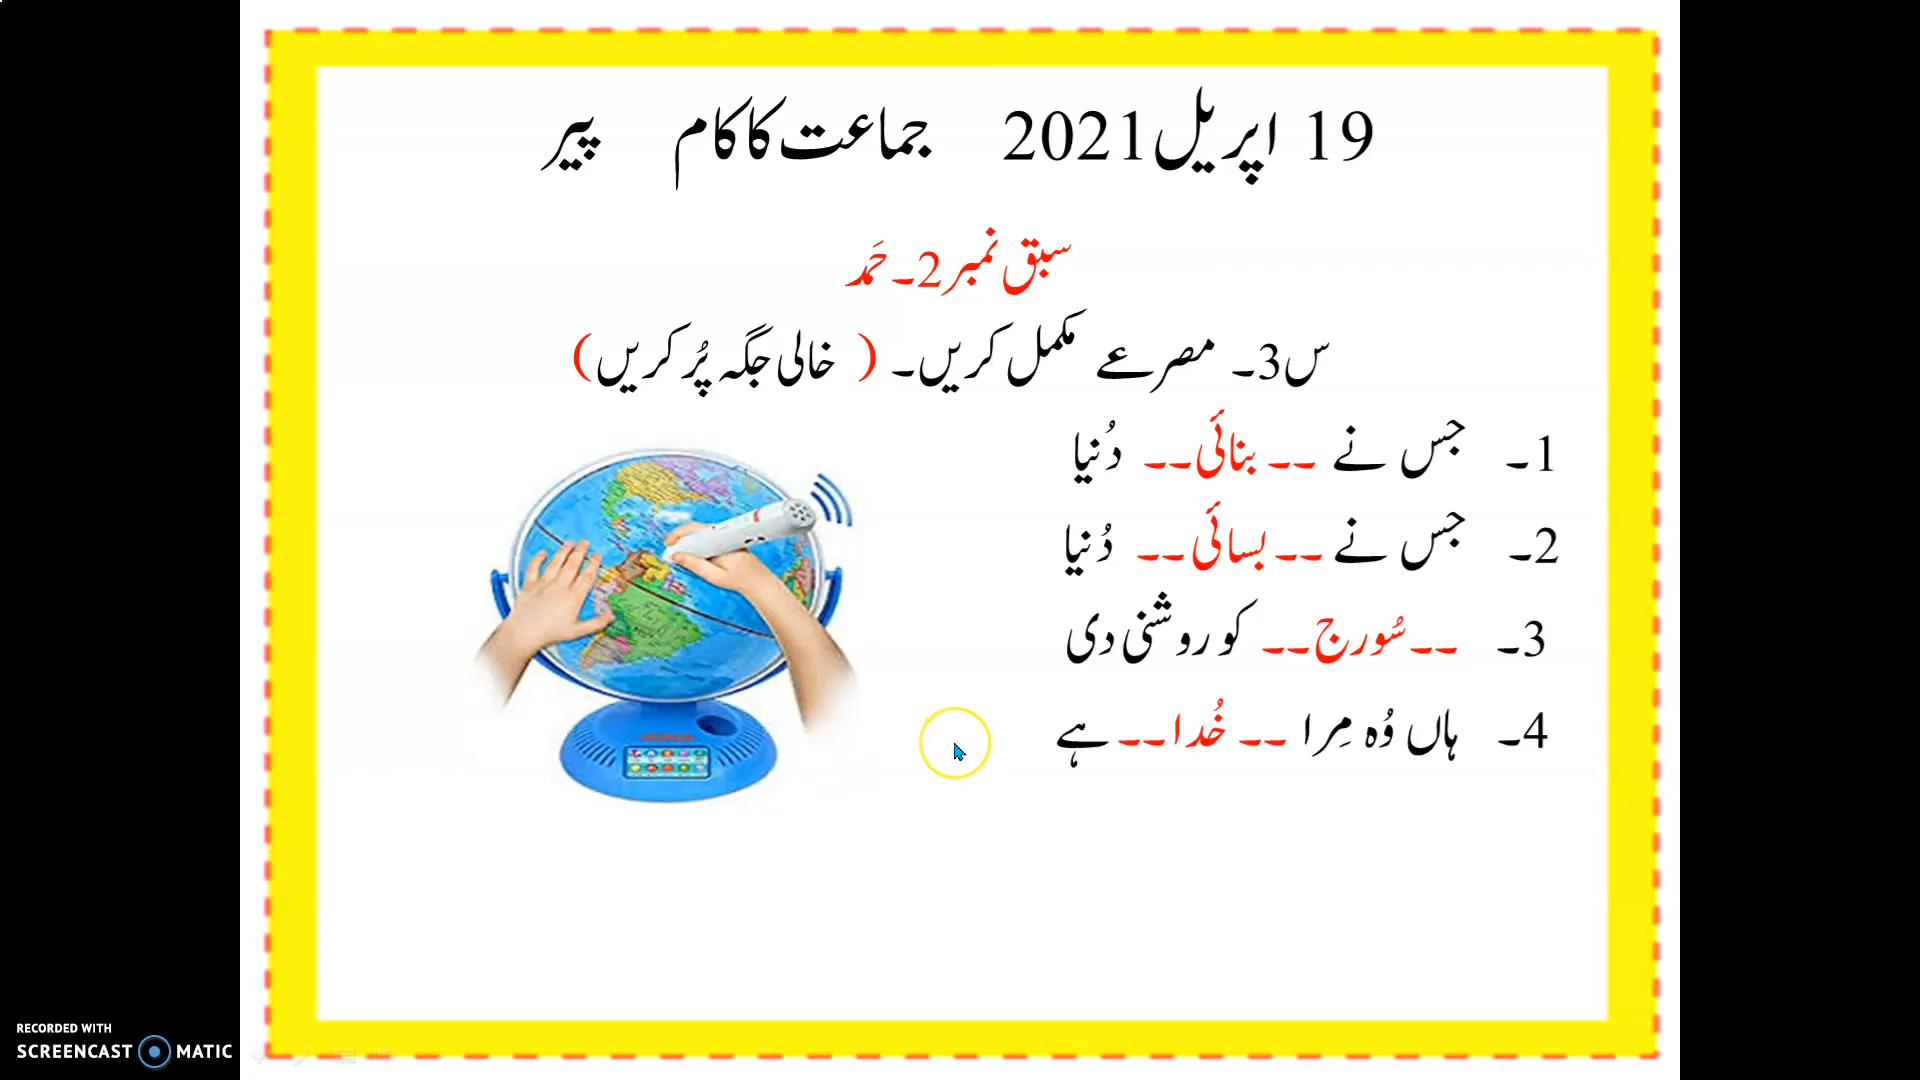 19 اپریل 2021 جماعت کا کام پیر
سبق نمبر 2۔ حَمد
س3۔ مصرعے مکمل کریں۔ ( خالی جگہ پُر کریں)
1۔ جس نے -- بنائی-- دُنیا
2۔ جس نے -- بسائی-- دُنیا
3۔ --سُورج-- کو روشنی دی
4۔ ہاں وُہ مِرا -- خُدا-- ہے
RECORDED WITH
SCREENCAST MATIC